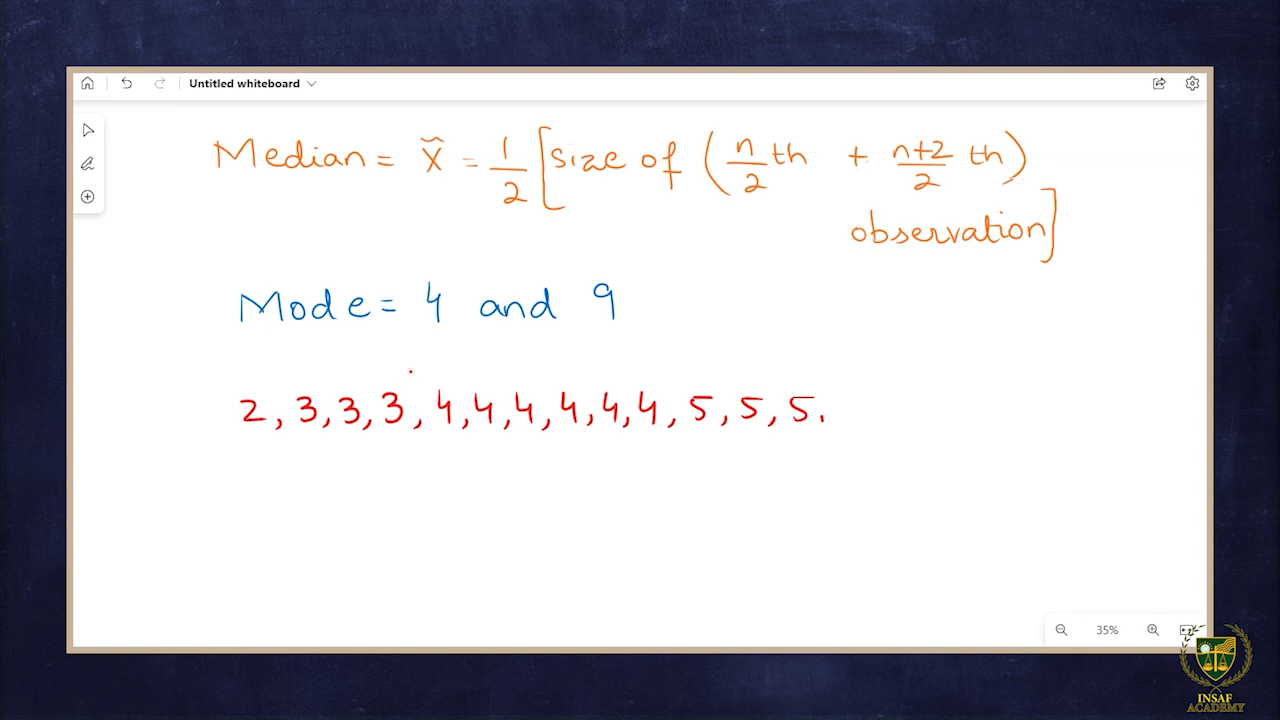 Untitled whiteboard
Median = x̃ = 1/2 [size of (n/2 th + n+2/2 th)
observation]
Mode = 4 and 9
2, 3, 3, 3, 4, 4, 4, 4, 4, 4, 5, 5, 5.
35%
INSAF
ACADEMY